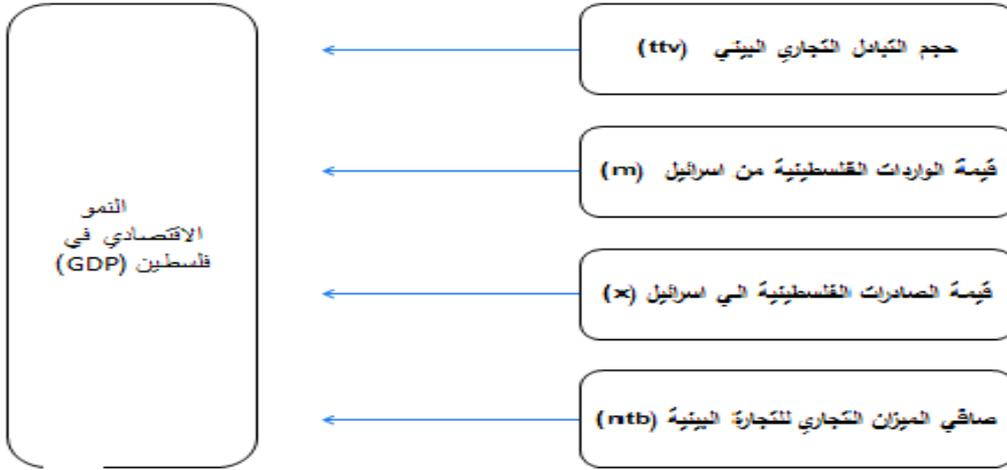 حجم التبادل التجاري البيني (ttv)
قيمة الواردات الفلسطينية من اسرائيل (m)
قيمة الصادرات الفلسطينية الي اسرائيل (x)
صافي الميزان التجاري للتجارة البينية (ntb)
النمو
الاقتصادي في
فلسطين (GDP)